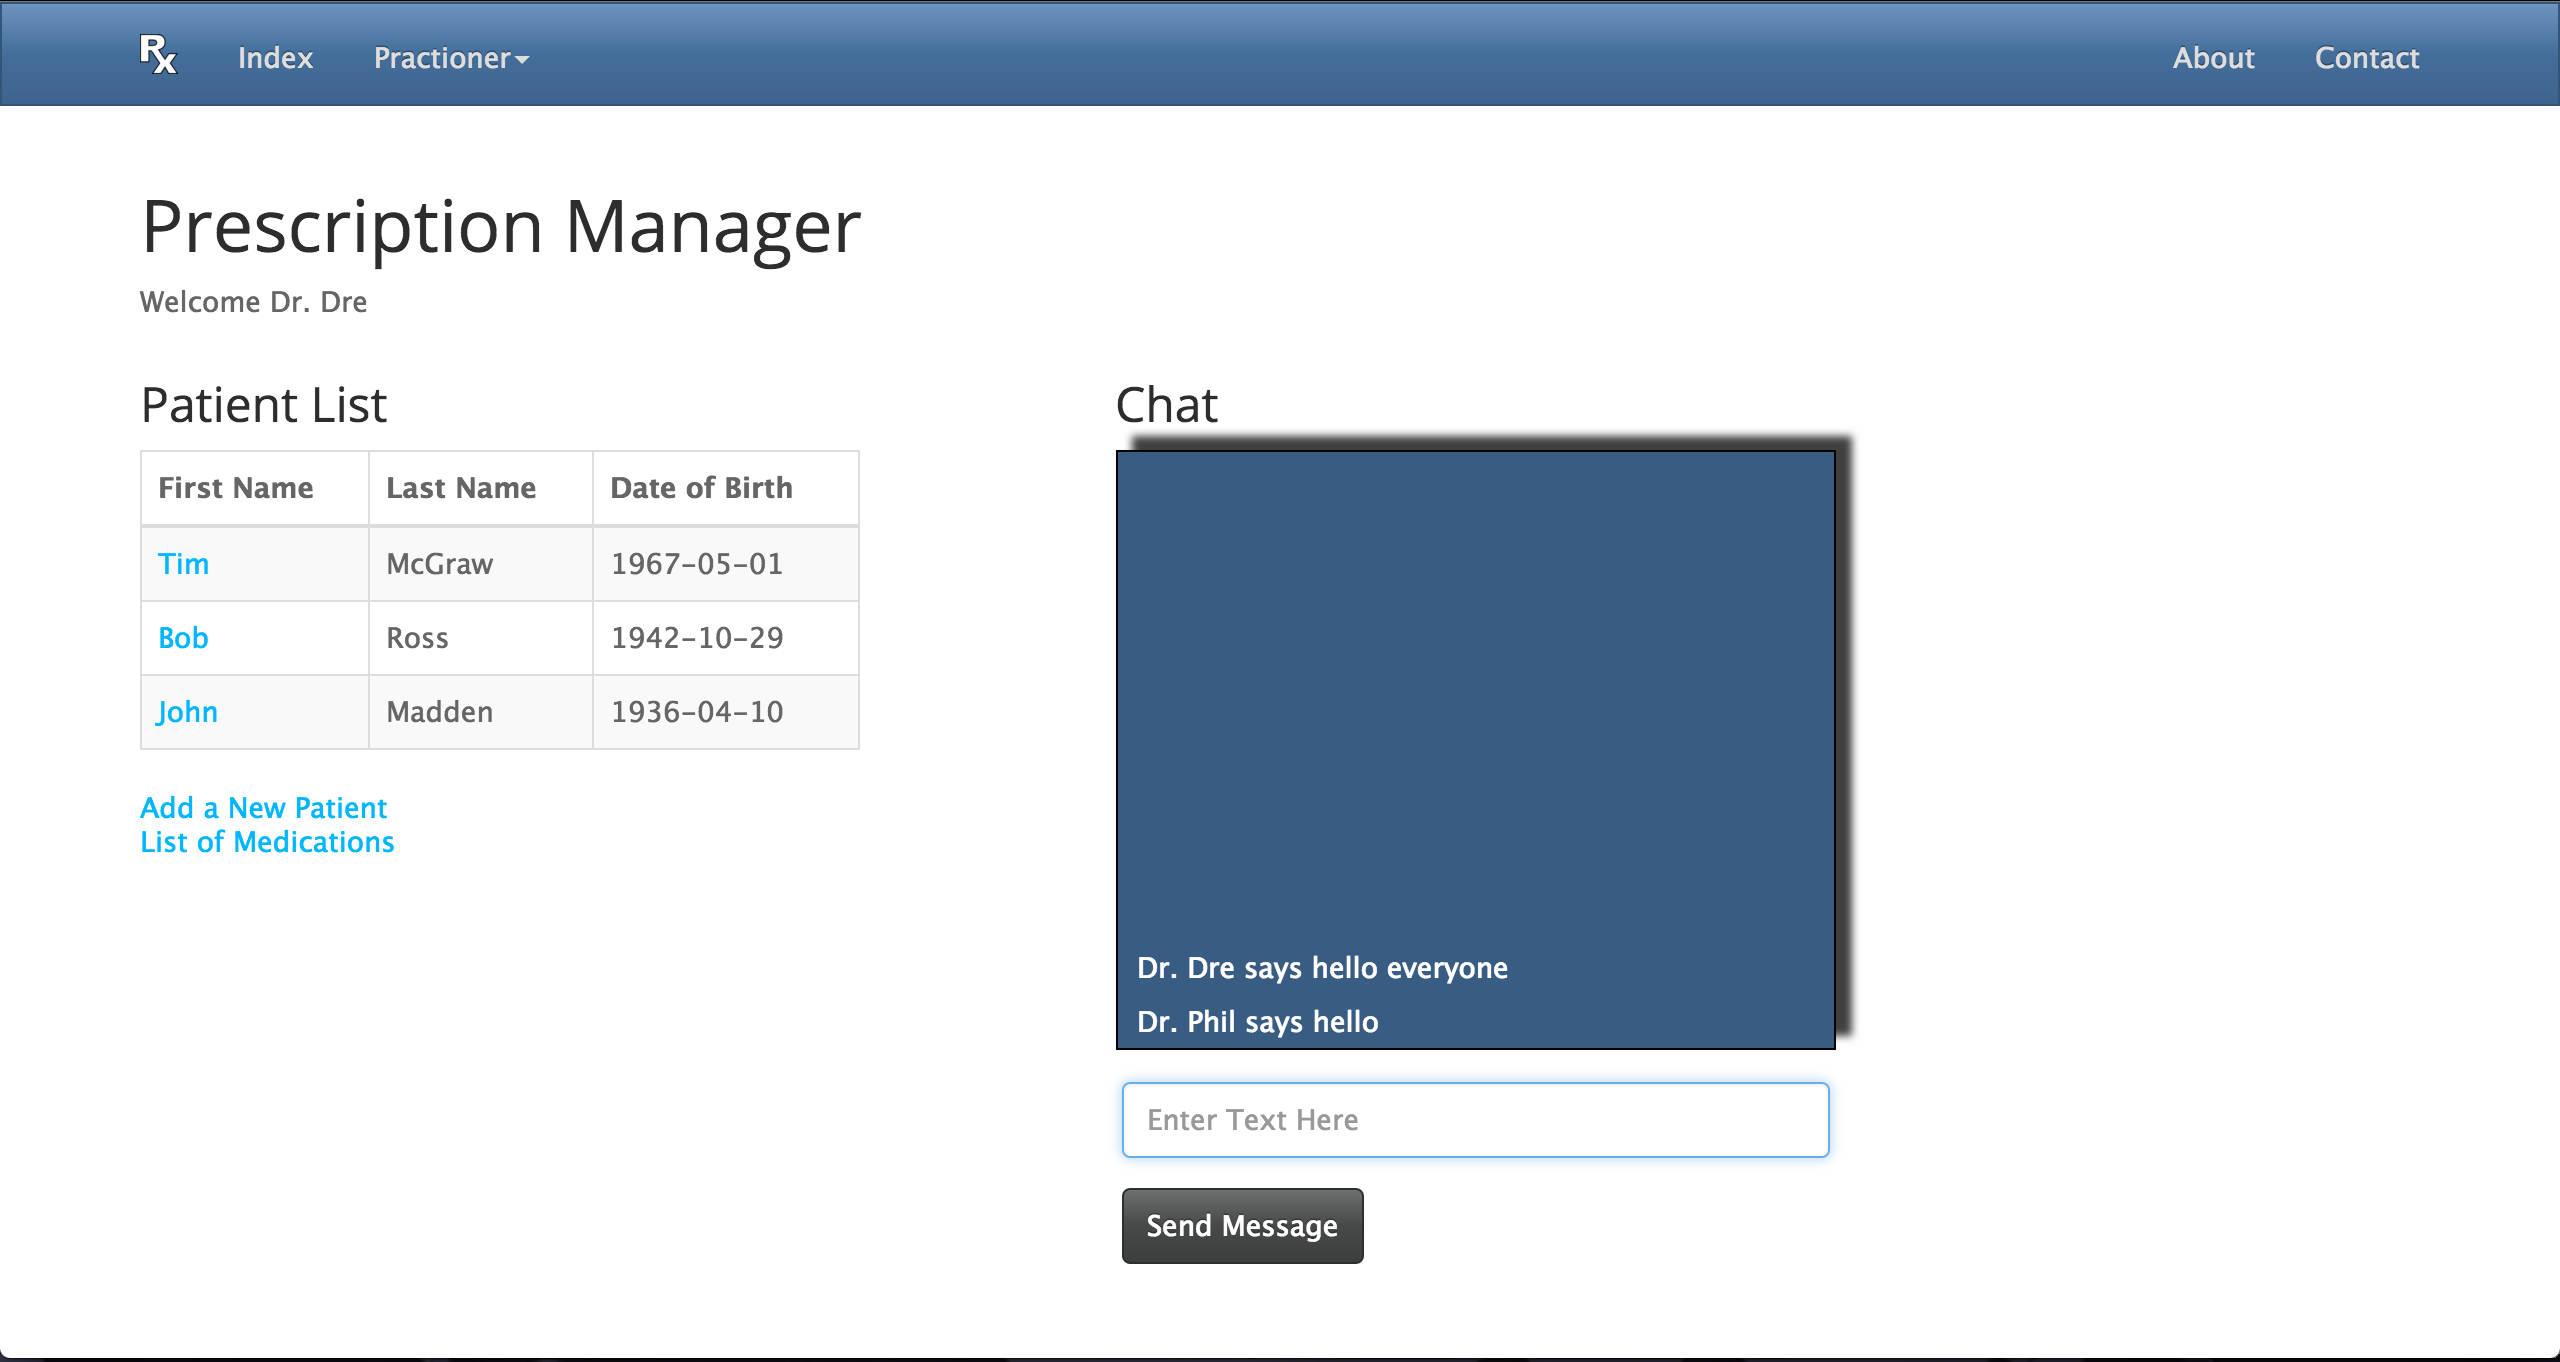 Rx Index Practioner About Contact
Prescription Manager
Welcome Dr. Dre
Patient List
First Name Last Name Date of Birth
Tim McGraw 1967-05-01
Bob Ross 1942-10-29
John Madden 1936-04-10
Add a New Patient
List of Medications
Chat
Dr. Dre says hello everyone
Dr. Phil says hello
Enter Text Here
Send Message